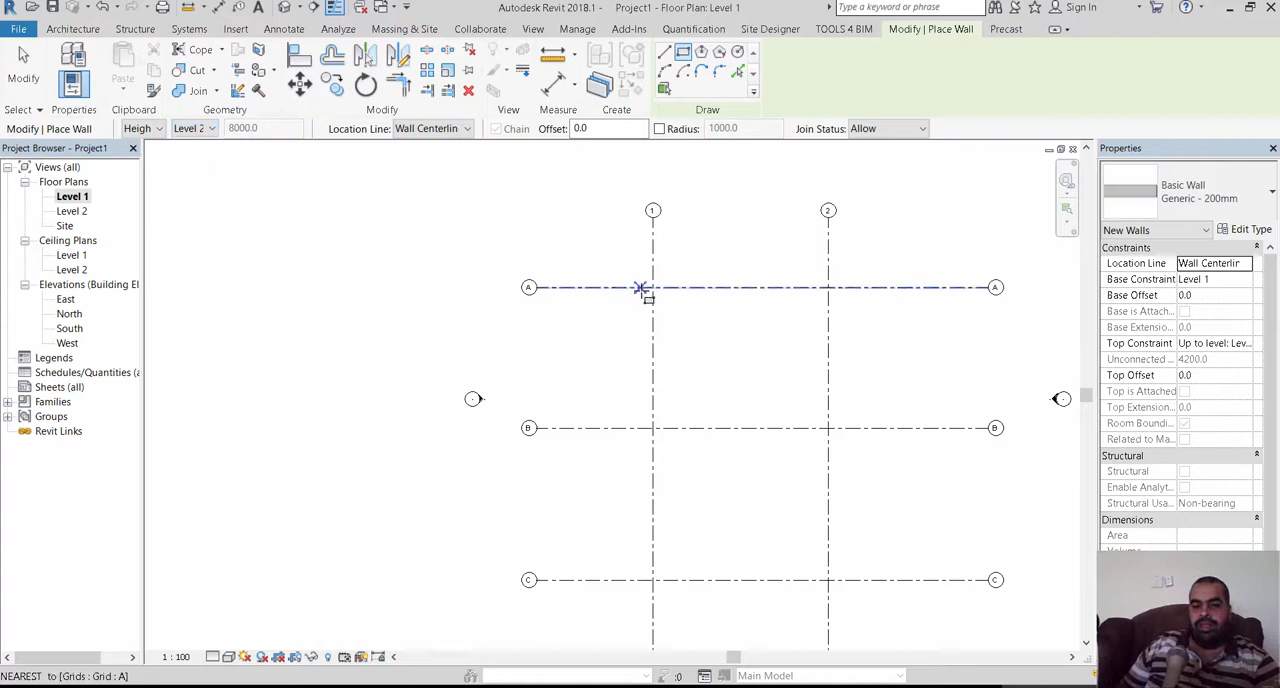 Autodesk Revit 2018.1 - Project1 - Floor Plan: Level 1
Type a keyword or phrase
Sign In
File Architecture Structure Systems Insert Annotate Analyze Massing & Site Collaborate View Manage Add-Ins Quantification Site Designer TOOLS 4 BIM Modify | Place Wall Precast
Modify
Paste
Cope
Cut
Join
Select Properties Clipboard Geometry Modify View Measure Create Draw
Modify | Place Wall Heigh Level 2 8000.0 Location Line: Wall Centerlin Chain Offset: 0.0 Radius: 1000.0 Join Status: Allow
Project Browser - Project1
Views (all)
Floor Plans
Level 1
Level 2
Site
Ceiling Plans
Level 1
Level 2
Elevations (Building El
East
North
South
West
Legends
Schedules/Quantities (a
Sheets (all)
Families
Groups
Revit Links
1 2
A A
B B
C C
Properties
Basic Wall
Generic - 200mm
New Walls Edit Type
Constraints
Location Line Wall Centerlin
Base Constraint Level 1
Base Offset 0.0
Base is Attach...
Base Extension... 0.0
Top Constraint Up to level: Lev...
Unconnected ... 4200.0
Top Offset 0.0
Top is Attached
Top Extension... 0.0
Room Boundi...
Related to Ma...
Structural
Structural
Enable Analyt...
Structural Usa... Non-bearing
Dimensions
Area
1 : 100
NEAREST to [Grids : Grid : A]
:0
Main Model